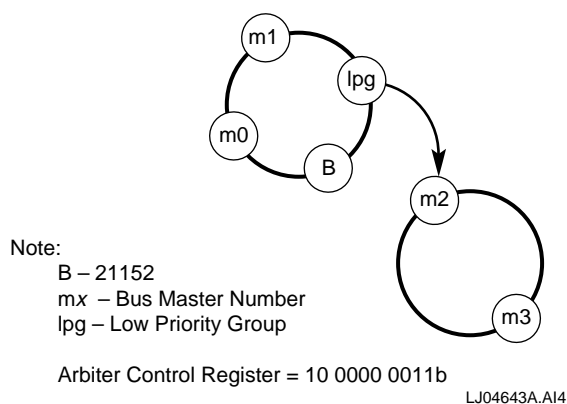 m1
lpg
m0
B
m2
m3
Note:
B – 21152
mx – Bus Master Number
lpg – Low Priority Group
Arbiter Control Register = 10 0000 0011b
LJ04643A.AI4